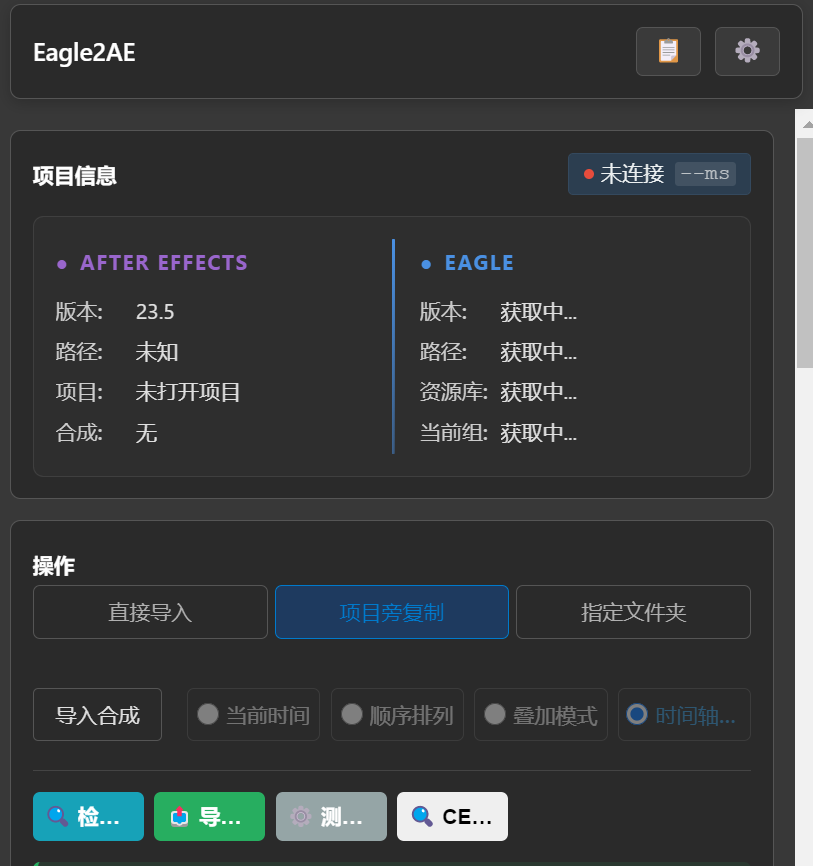 Eagle2AE
项目信息
未连接 --ms
AFTER EFFECTS
版本: 23.5
路径: 未知
项目: 未打开项目
合成: 无
EAGLE
版本: 获取中...
路径: 获取中...
资源库: 获取中...
当前组: 获取中...
操作
直接导入 项目旁复制 指定文件夹
导入合成 当前时间 顺序排列 叠加模式 时间轴...
检... 导... 测... CE...